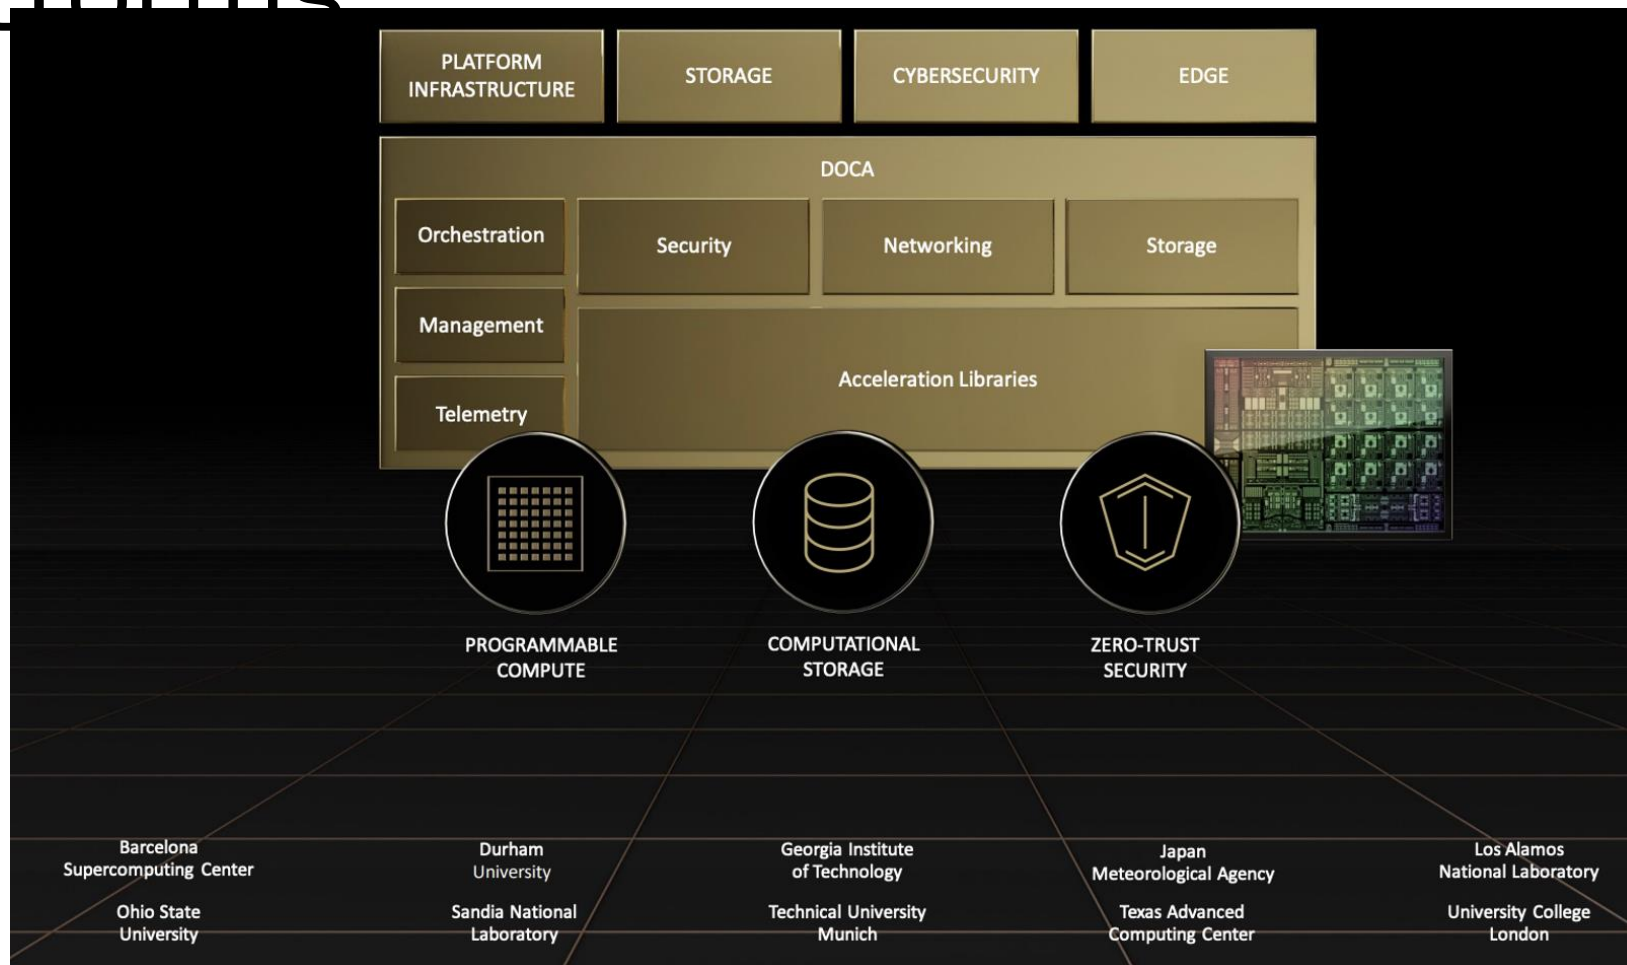 PLATFORM
INFRASTRUCTURE
STORAGE
CYBERSECURITY
EDGE
DOCA
Orchestration
Security
Networking
Storage
Management
Acceleration Libraries
Telemetry
PROGRAMMABLE
COMPUTE
COMPUTATIONAL
STORAGE
ZERO-TRUST
SECURITY
Barcelona
Supercomputing Center
Durham
University
Georgia Institute
of Technology
Japan
Meteorological Agency
Los Alamos
National Laboratory
Ohio State
University
Sandia National
Laboratory
Technical University
Munich
Texas Advanced
Computing Center
University College
London